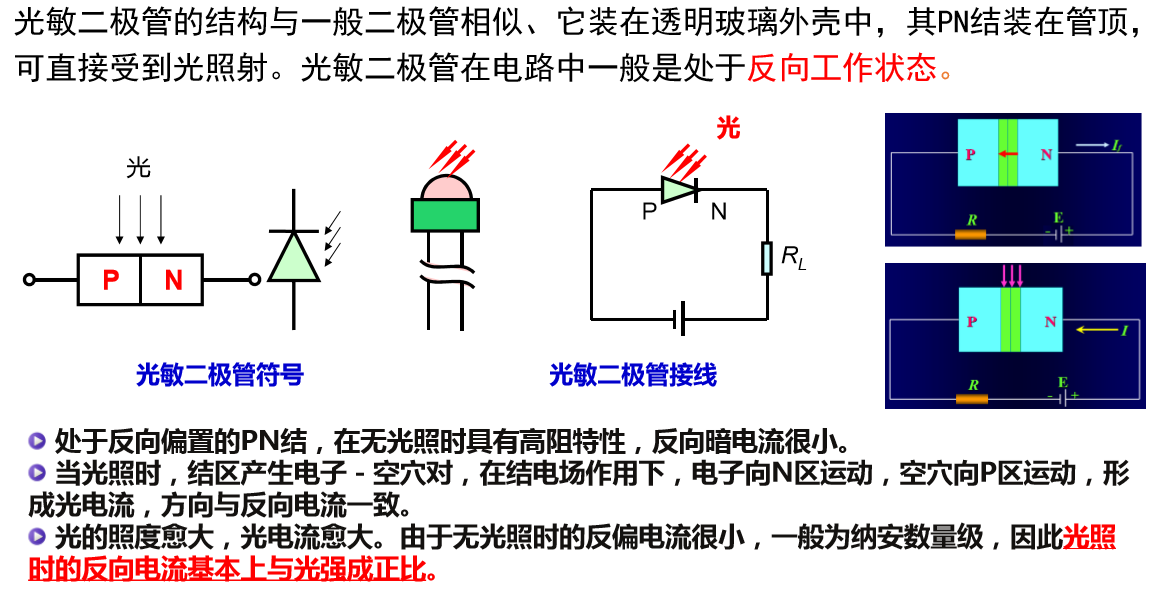 光敏二极管的结构与一般二极管相似、它装在透明玻璃外壳中，其PN结装在管顶，
可直接受到光照射。光敏二极管在电路中一般是处于反向工作状态。
光
P
N
光敏二极管符号
光
P
N
RL
光敏二极管接线
P
N
R
E
-
+
P
N
I
R
E
-
+
处于反向偏置的PN结，在无光照时具有高阻特性，反向暗电流很小。
当光照时，结区产生电子－空穴对，在结电场作用下，电子向N区运动，空穴向P区运动，形
成光电流，方向与反向电流一致。
光的照度愈大，光电流愈大。由于无光照时的反偏电流很小，一般为纳安数量级，因此光照
时的反向电流基本上与光强成正比。